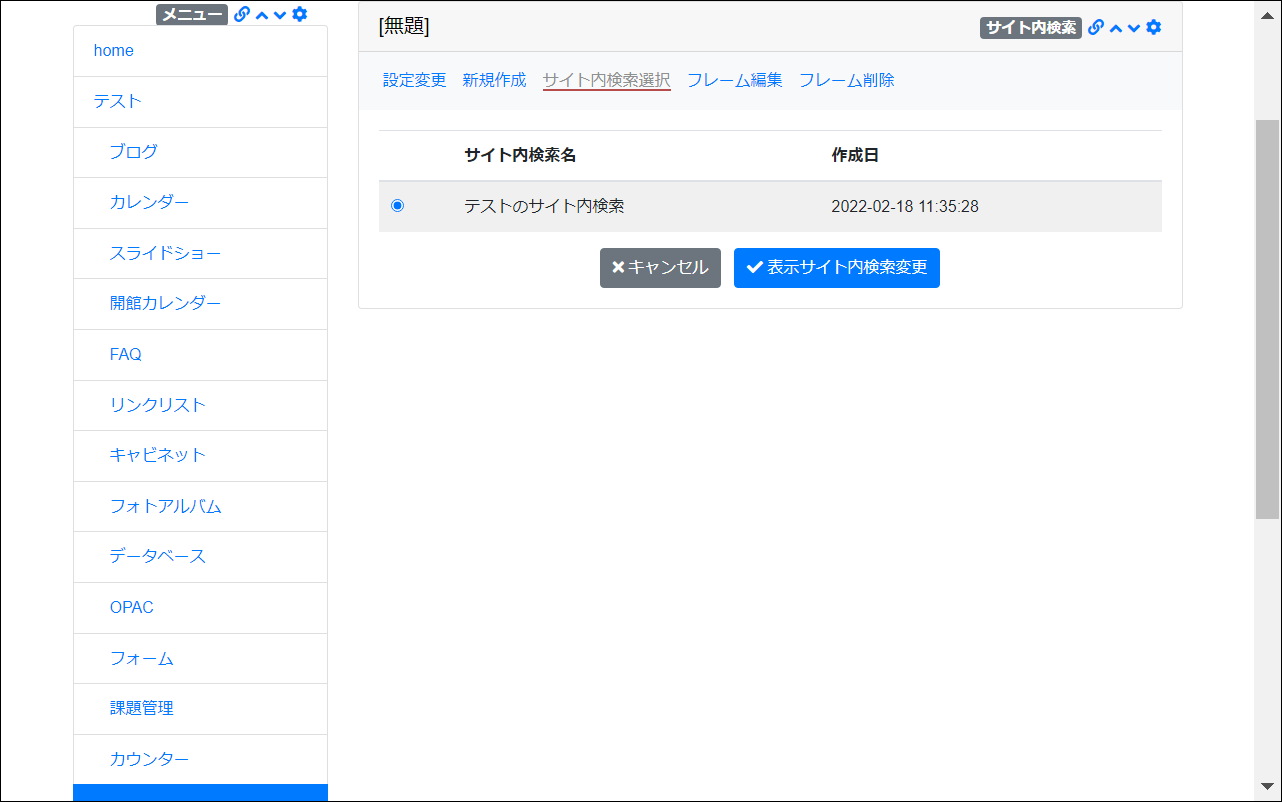 メニュー
home
テスト
ブログ
カレンダー
スライドショー
開館カレンダー
FAQ
リンクリスト
キャビネット
フォトアルバム
データベース
OPAC
フォーム
課題管理
カウンター
[無題]
サイト内検索
設定変更 新規作成 サイト内検索選択 フレーム編集 フレーム削除
サイト内検索名 作成日
テストのサイト内検索 2022-02-18 11:35:28
キャンセル 表示サイト内検索変更